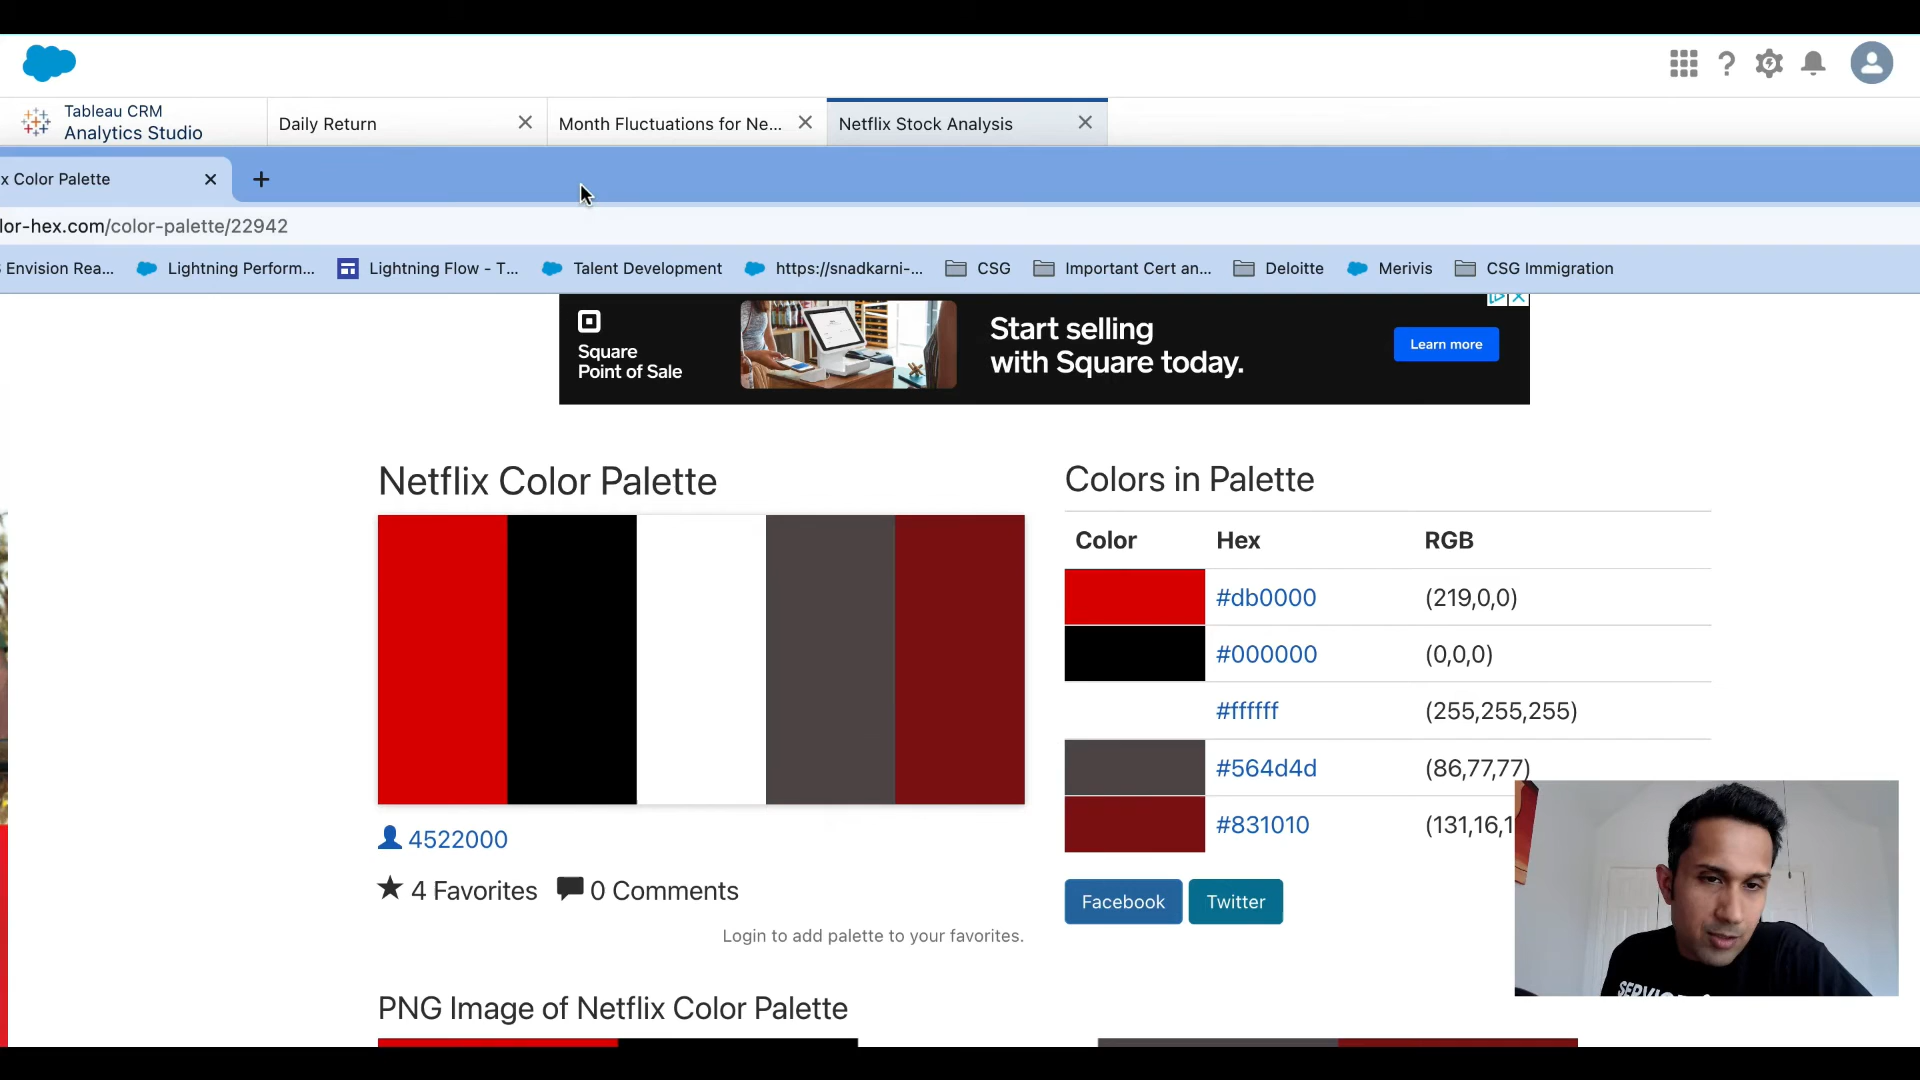 Tableau CRM
Analytics Studio
Daily Return
Month Fluctuations for Ne...
Netflix Stock Analysis
x Color Palette
lor-hex.com/color-palette/22942
Envision Rea...
Lightning Perform...
Lightning Flow - T...
Talent Development
https://snadkarni-...
CSG
Important Cert an...
Deloitte
Merivis
CSG Immigration
Square
Point of Sale
Start selling
with Square today.
Learn more
Netflix Color Palette
4522000
4 Favorites
0 Comments
Login to add palette to your favorites.
Colors in Palette
Color Hex RGB
#db0000 (219,0,0)
#000000 (0,0,0)
#ffffff (255,255,255)
#564d4d (86,77,77)
#831010 (131,16,1
Facebook
Twitter
PNG Image of Netflix Color Palette